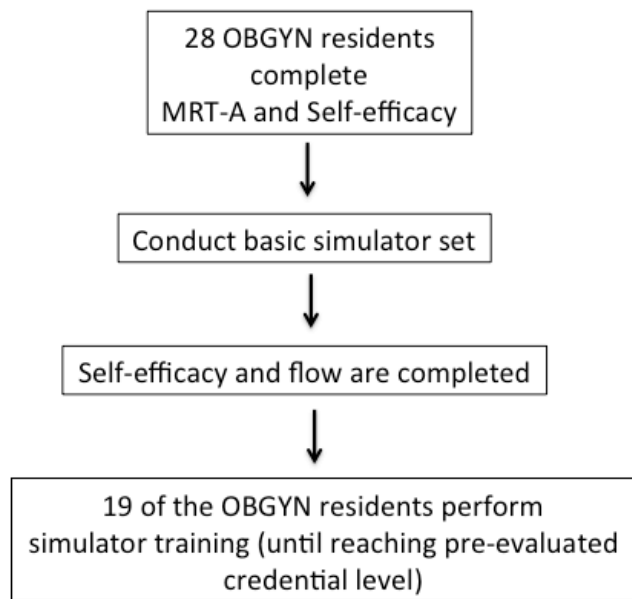 28 OBGYN residents
complete
MRT-A and Self-efficacy
Conduct basic simulator set
Self-efficacy and flow are completed
19 of the OBGYN residents perform
simulator training (until reaching pre-evaluated
credential level)